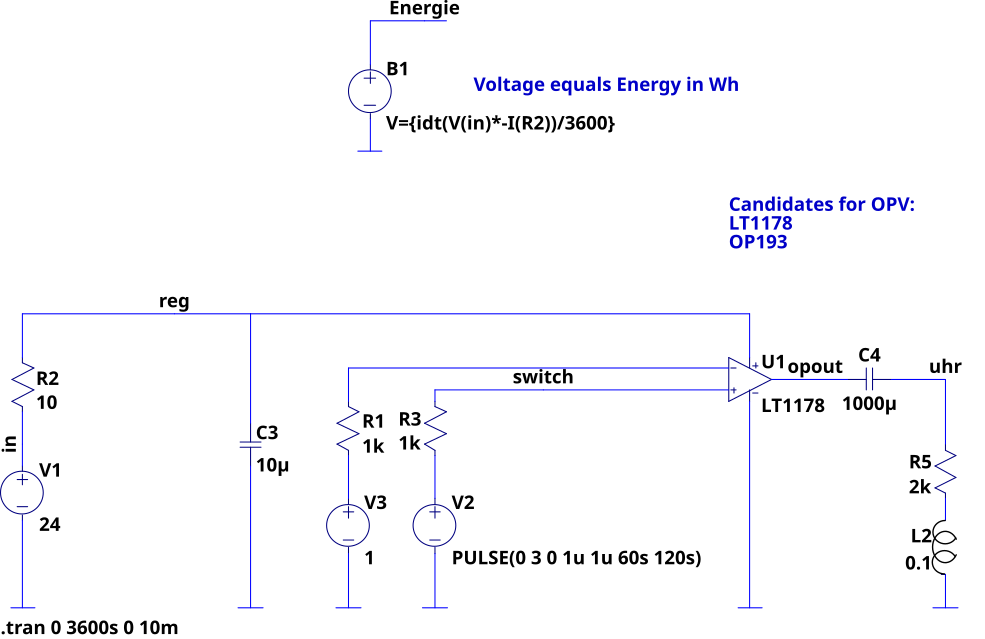 Energie
B1
Voltage equals Energy in Wh
V={idt(V(in)*-I(R2))/3600}
Candidates for OPV:
LT1178
OP193
reg
R2
10
in
V1
24
C3
10µ
R1
1k
V3
1
switch
R3
1k
V2
PULSE(0 3 0 1u 1u 60s 120s)
U1
LT1178
opout
C4
1000µ
uhr
R5
2k
L2
0.1
.tran 0 3600s 0 10m